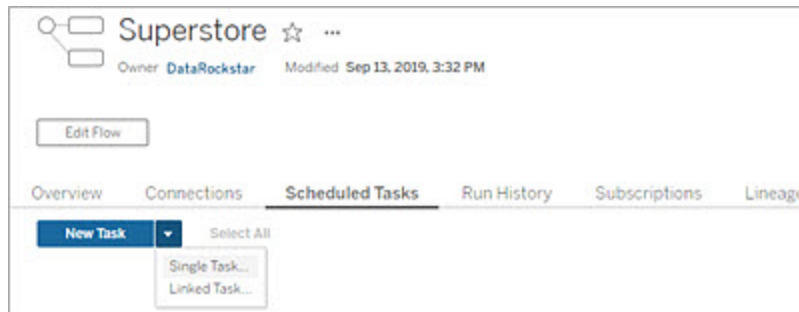 Superstore ☆ ···
Owner DataRockstar Modified Sep 13, 2019, 3:32 PM
Edit Flow
Overview Connections Scheduled Tasks Run History Subscriptions Lineage
New Task Select All
Single Task...
Linked Task...